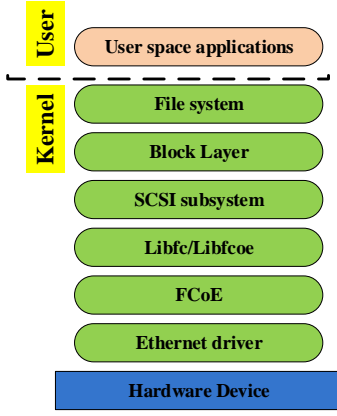 User
User space applications
Kernel
File system
Block Layer
SCSI subsystem
Libfc/Libfcoe
FCoE
Ethernet driver
Hardware Device